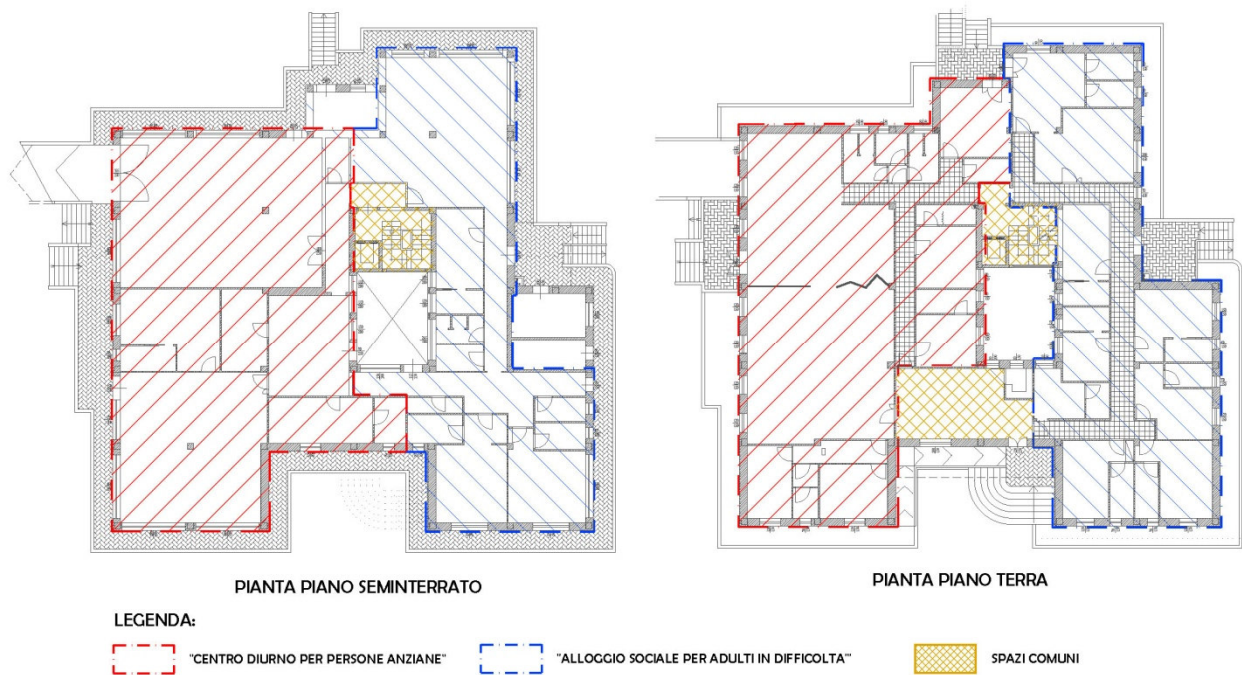 PIANTA PIANO SEMINTERRATO
PIANTA PIANO TERRA
LEGENDA:
"CENTRO DIURNO PER PERSONE ANZIANE"
"ALLOGGIO SOCIALE PER ADULTI IN DIFFICOLTA'"
SPAZI COMUNI